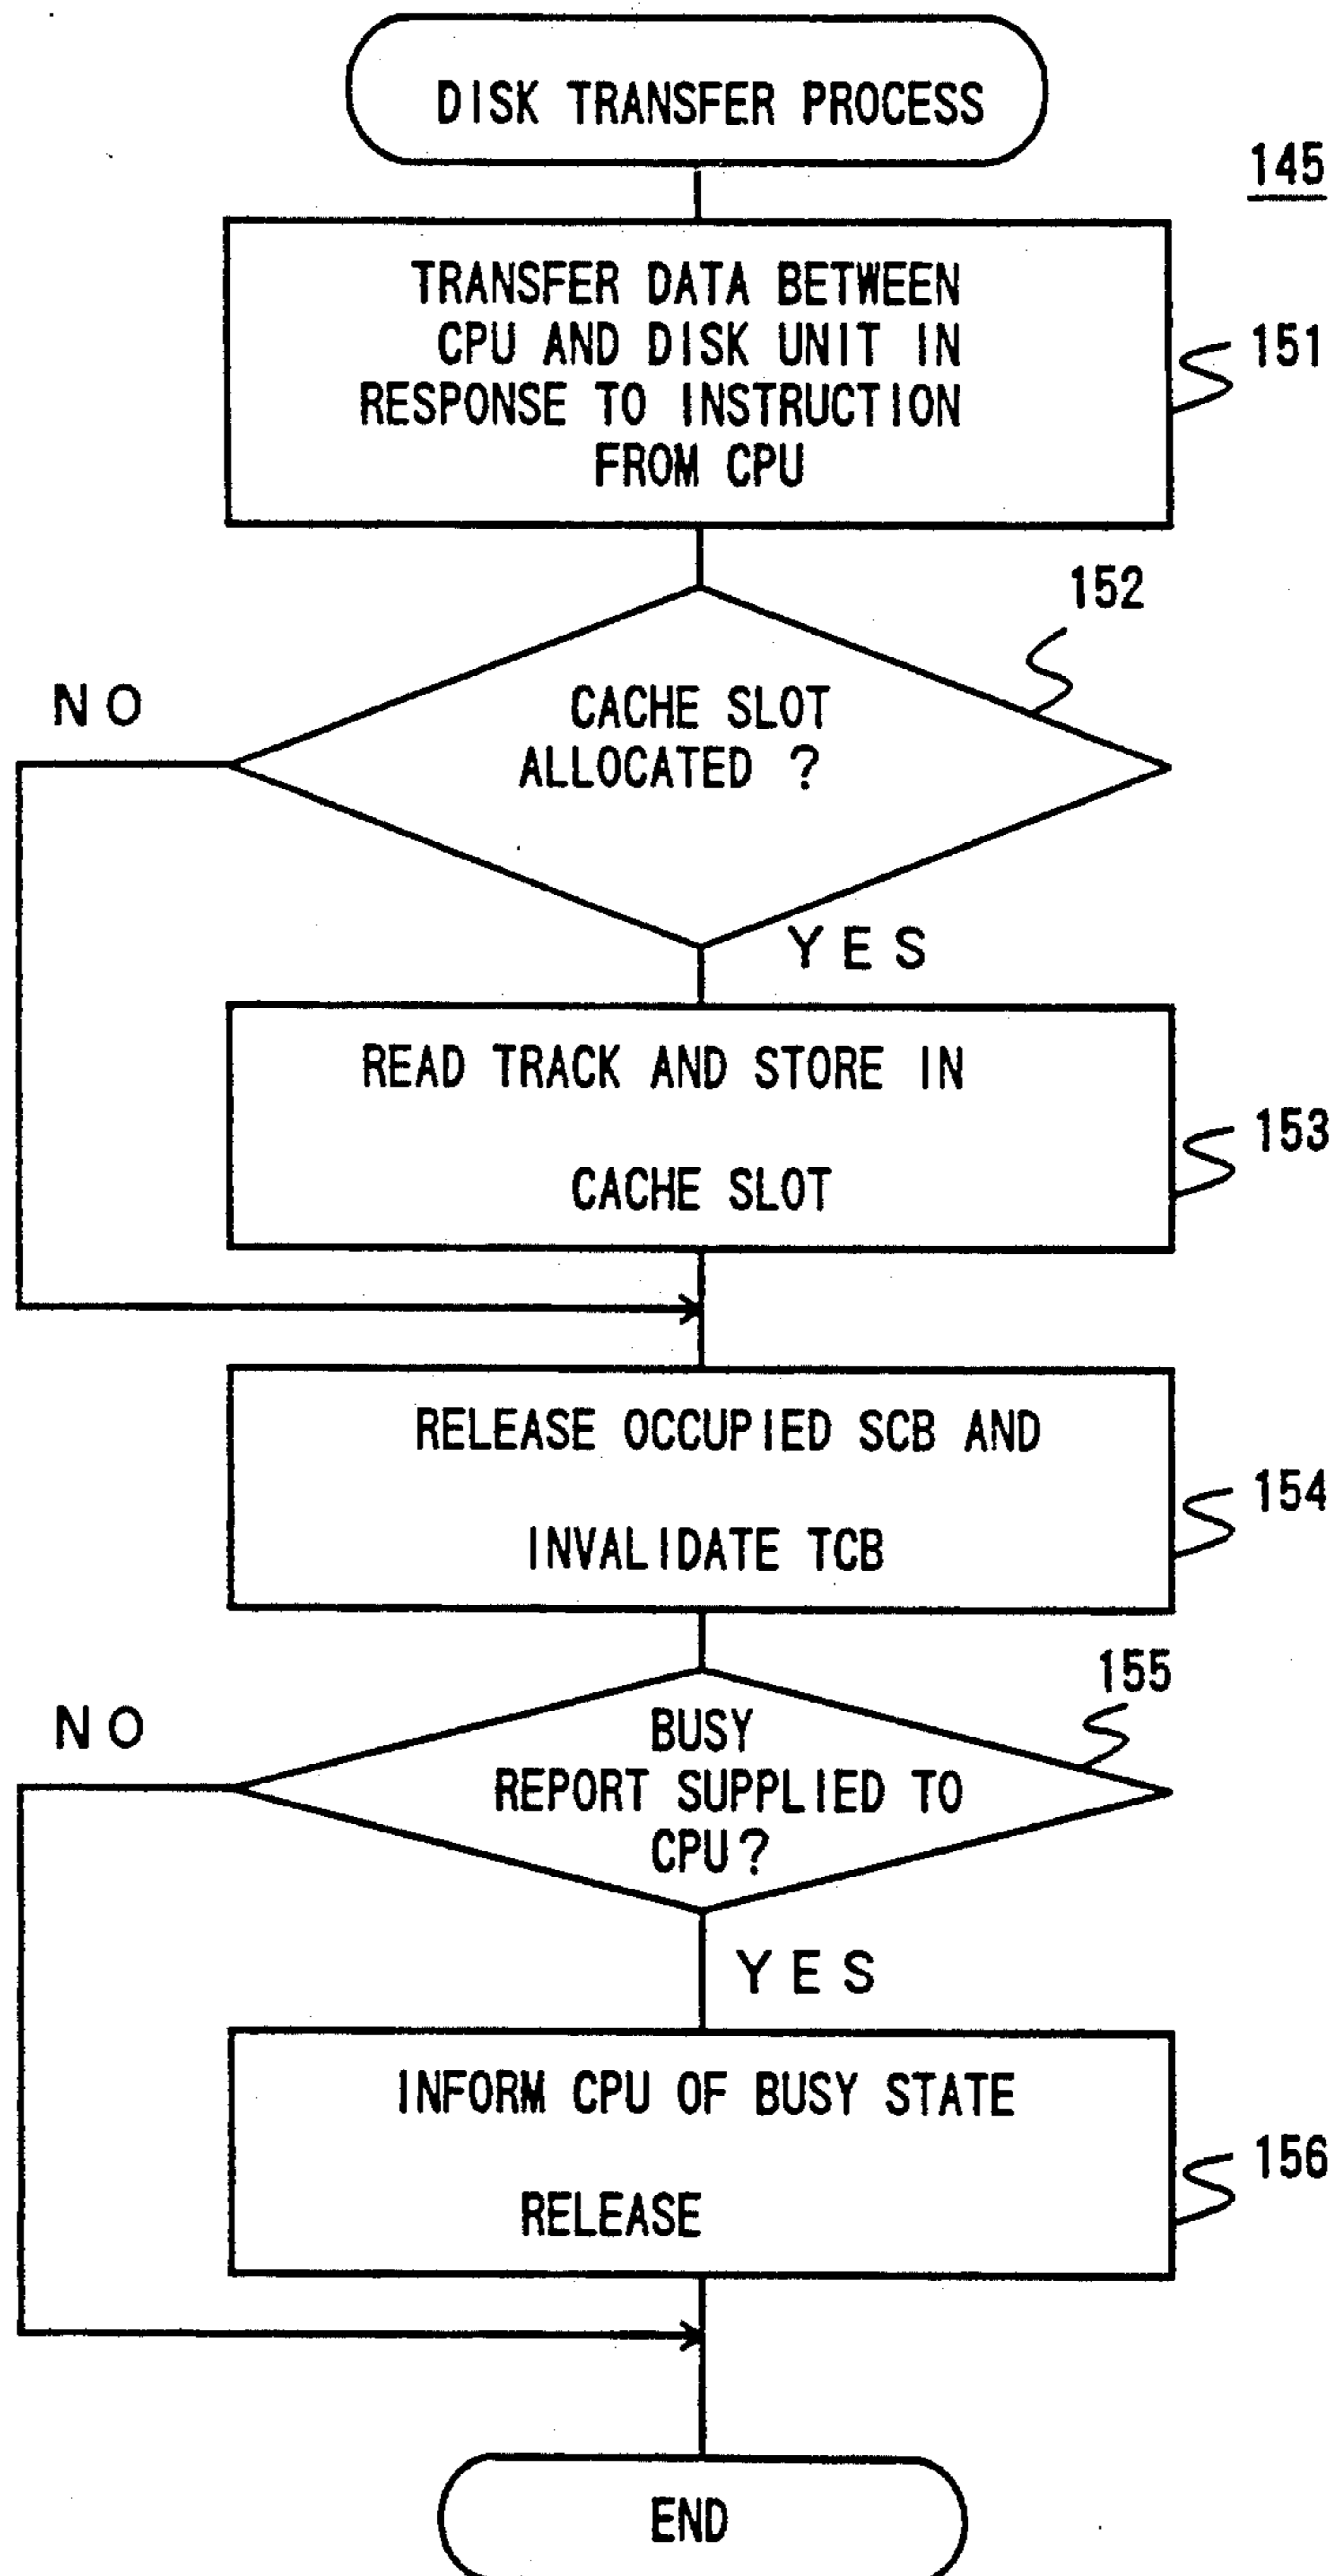 DISK TRANSFER PROCESS
145
TRANSFER DATA BETWEEN
CPU AND DISK UNIT IN
RESPONSE TO INSTRUCTION
FROM CPU
151
152
NO
CACHE SLOT
ALLOCATED ?
YES
READ TRACK AND STORE IN
CACHE SLOT
153
RELEASE OCCUPIED SCB AND
INVALIDATE TCB
154
155
NO
BUSY
REPORT SUPPLIED TO
CPU?
YES
INFORM CPU OF BUSY STATE
RELEASE
156
END